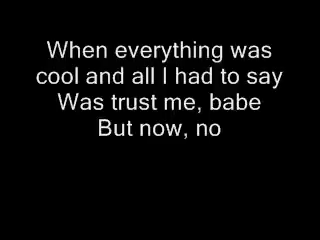 When everything was
cool and all I had to say
Was trust me, babe
But now, no